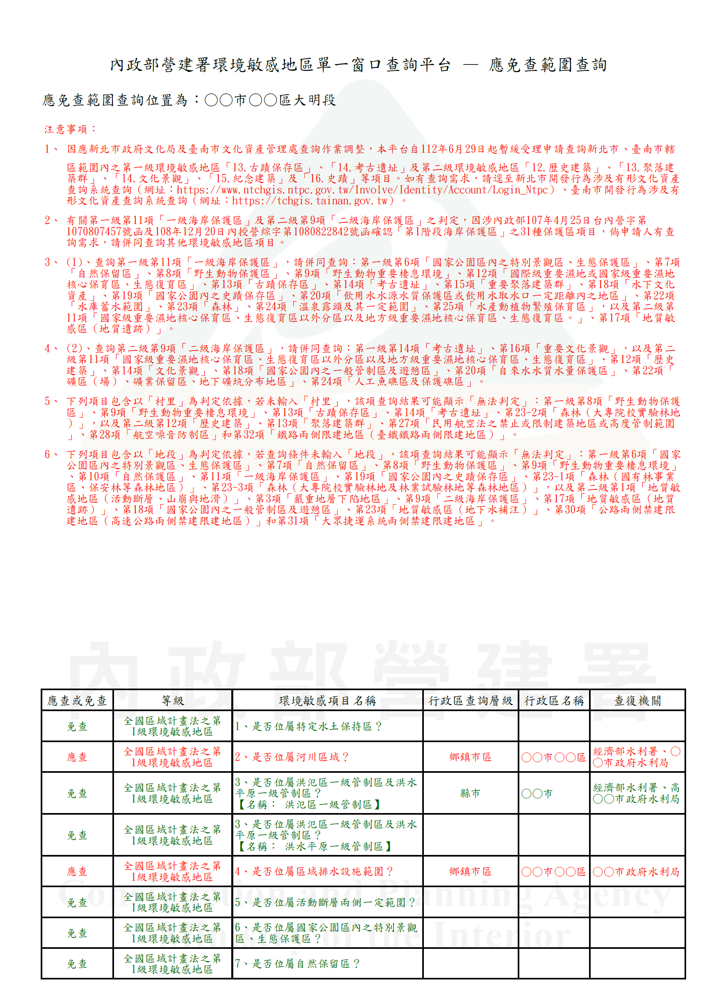 內政部營建署環境敏感地區單一窗口查詢平台 — 應免查範圍查詢
應免查範圍查詢位置為：○○市○○區大明段
注意事項：
1、 因應新北市政府文化局及臺南市文化資產管理處查詢作業調整，本平台自112年6月29日起暫緩受理申請查詢新北市、臺南市轄
區範圍內之第一級環境敏感地區「13.古蹟保存區」、「14.考古遺址」及第二級環境敏感地區「12.歷史建築」、「13.聚落建
築群」、「14.文化景觀」、「15.紀念建築」及「16.史蹟」等項目。如有查詢需求，請逕至新北市開發行為涉及有形文化資產
查詢系統查詢（網址：https://www.ntchgis.ntpc.gov.tw/Involve/Identity/Account/Login_Ntpc）、臺南市開發行為涉及有
形文化資產查詢系統查詢（網址：https://tchgis.tainan.gov.tw）。
2、 有關第一級第11項「一級海岸保護區」及第二級第9項「二級海岸保護區」之判定，因涉內政部107年4月25日台內營字第
1070807457號函及108年12月20日內授營綜字第1080822842號函確認「第1階段海岸保護區」之31種保護區項目，倘申請人有查
詢需求，請併同查詢其他環境敏感地區項目。
3、 (1)、查詢第一級第11項「一級海岸保護區」，請併同查詢：第一級第6項「國家公園區內之特別景觀區、生態保護區」、第7項
「自然保留區」、第8項「野生動物保護區」、第9項「野生動物重要棲息環境」、第12項「國際級重要濕地或國家級重要濕地
核心保育區、生態復育區」、第13項「古蹟保存區」、第14項「考古遺址」、第15項「重要聚落建築群」、第18項「水下文化
資產」、第19項「國家公園內之史蹟保存區」、第20項「飲用水水源水質保護區或飲用水取水口一定距離內之地區」、第22項
「水庫蓄水範圍」、第23項「森林」、第24項「溫泉露頭及其一定範圍」、第25項「水產動植物繁殖保育區」，以及第二級第
11項「國家級重要濕地核心保育區、生態復育區以外分區以及地方級重要濕地核心保育區、生態復育區。」、第17項「地質敏
感區（地質遺跡）」。
4、 (2)、查詢第二級第9項「二級海岸保護區」，請併同查詢：第一級第14項「考古遺址」、第16項「重要文化景觀」，以及第二
級第11項「國家級重要濕地核心保育區、生態復育區以外分區以及地方級重要濕地核心保育區、生態復育區」、第12項「歷史
建築」、第14項「文化景觀」、第18項「國家公園內之一般管制區及遊憩區」、第20項「自來水水質水量保護區」、第22項「
礦區（場）、礦業保留區、地下礦坑分布地區」、第24項「人工魚礁區及保護礁區」。
5、 下列項目包含以「村里」為判定依據，若未輸入「村里」，該項查詢結果可能顯示「無法判定」：第一級第8項「野生動物保護
區」、第9項「野生動物重要棲息環境」、第13項「古蹟保存區」、第14項「考古遺址」、第23-2項「森林（大專院校實驗林地
）」，以及第二級第12項「歷史建築」、第13項「聚落建築群」、第27項「民用航空法之禁止或限制建築地區或高度管制範圍
」、第28項「航空噪音防制區」和第32項「鐵路兩側限建地區（臺鐵鐵路兩側限建地區）」。
6、 下列項目包含以「地段」為判定依據，若查詢條件未輸入「地段」，該項查詢結果可能顯示「無法判定」：第一級第6項「國家
公園區內之特別景觀區、生態保護區」、第7項「自然保留區」、第8項「野生動物保護區」、第9項「野生動物重要棲息環境」
、第10項「自然保護區」、第11項「一級海岸保護區」、第19項「國家公園內之史蹟保存區」、第23-1項「森林（國有林事業
區、保安林等森林地區）」、第23-3項「森林（大專院校實驗林地及林業試驗林地等森林地區）」，以及第二級第1項「地質敏
感地區（活動斷層、山崩與地滑）」、第3項「嚴重地層下陷地區」、第9項「二級海岸保護區」、第17項「地質敏感區（地質
遺跡）」、第18項「國家公園內之一般管制區及遊憩區」、第23項「地質敏感區（地下水補注）」、第30項「公路兩側禁建限
建地區（高速公路兩側禁建限建地區）」和第31項「大眾捷運系統兩側禁建限建地區」。
內政部營建署
應查或免查 等級 環境敏感項目名稱 行政區查詢層級 行政區名稱 查復機關
免查 全國區域計畫法之第 1、是否位屬特定水土保持區？
1級環境敏感地區
應查 全國區域計畫法之第 2、是否位屬河川區域？ 鄉鎮市區 ○○市○○區 經濟部水利署、○
1級環境敏感地區 ○市政府水利局
免查 全國區域計畫法之第 3、是否位屬洪氾區一級管制區及洪水 縣市 ○○市 經濟部水利署、高
1級環境敏感地區 平原一級管制區？ ○○市政府水利局
【名稱： 洪氾區一級管制區】
免查 全國區域計畫法之第 3、是否位屬洪氾區一級管制區及洪水
1級環境敏感地區 平原一級管制區？
【名稱： 洪水平原一級管制區】
應查 全國區域計畫法之第 4、是否位屬區域排水設施範圍？ 鄉鎮市區 ○○市○○區 ○○市政府水利局
1級環境敏感地區
Construction and Planning Agency
免查 全國區域計畫法之第 5、是否位屬活動斷層兩側一定範圍？
1級環境敏感地區
Ministry of the Interior
免查 全國區域計畫法之第 6、是否位屬國家公園區內之特別景觀
1級環境敏感地區 區、生態保護區？
免查 全國區域計畫法之第 7、是否位屬自然保留區？
1級環境敏感地區